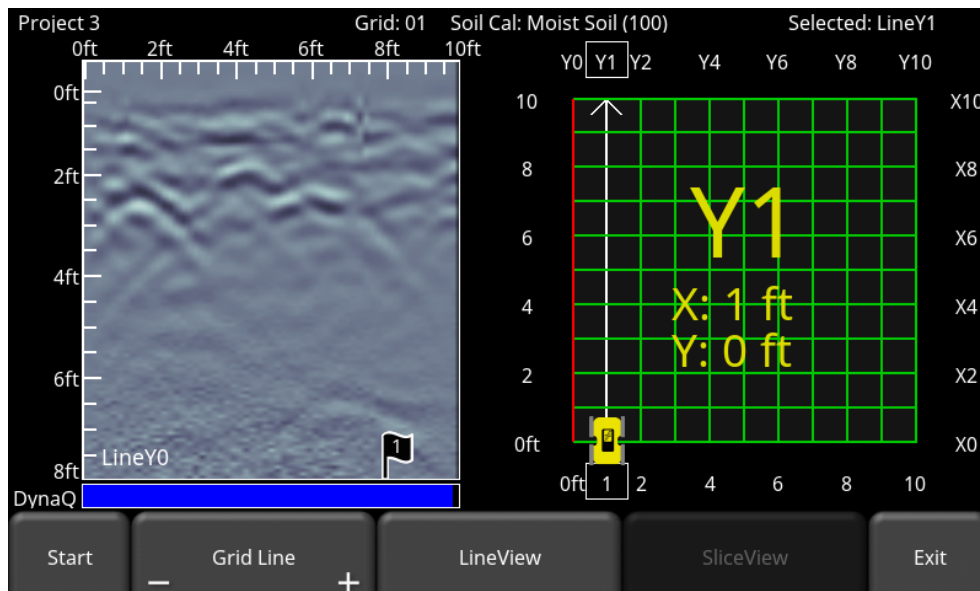 Project 3 Grid: 01 Soil Cal: Moist Soil (100) Selected: LineY1
0ft 2ft 4ft 6ft 8ft 10ft
0ft
2ft
4ft
6ft
8ft
LineY0
1
DynaQ
Y0 Y1 Y2 Y4 Y6 Y8 Y10
10 X10
8 X8
6 X6
4 X4
2 X2
0ft X0
Y1
X: 1 ft
Y: 0 ft
0ft 1 2 4 6 8 10
Start Grid Line LineView SliceView Exit
− +